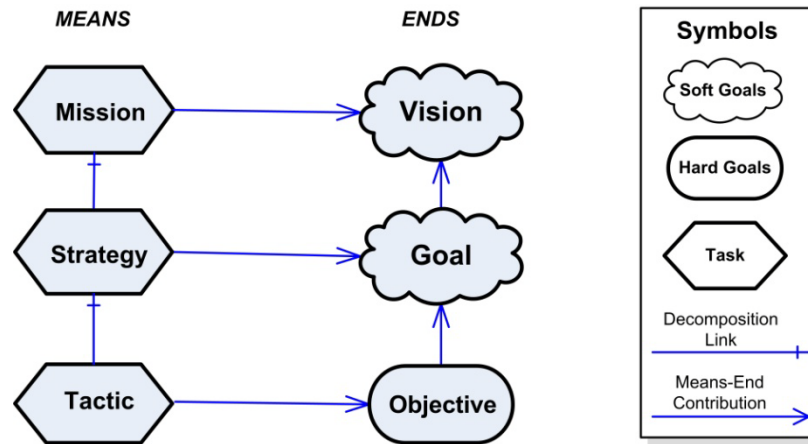 MEANS
ENDS
Mission
Vision
Strategy
Goal
Tactic
Objective
Symbols
Soft Goals
Hard Goals
Task
Decomposition
Link
Means-End
Contribution